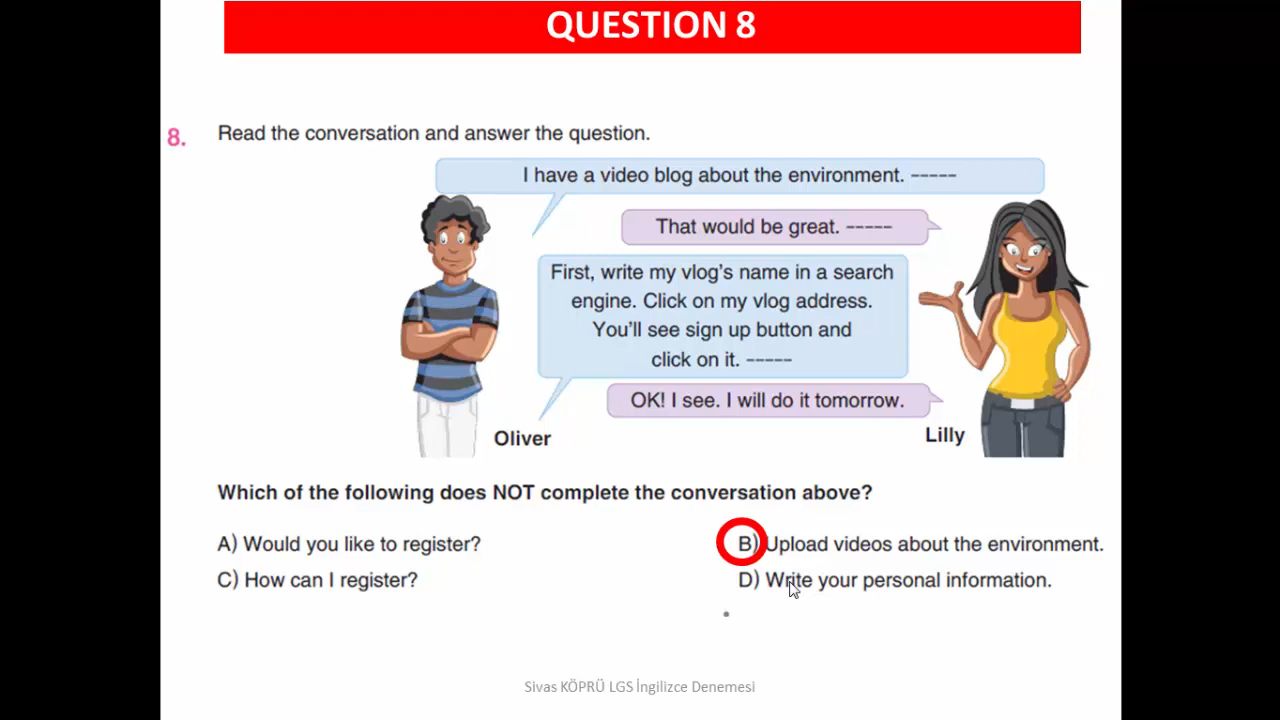 QUESTION 8
8. Read the conversation and answer the question.
I have a video blog about the environment. -----
That would be great. -----
First, write my vlog's name in a search
engine. Click on my vlog address.
You'll see sign up button and
click on it. -----
OK! I see. I will do it tomorrow.
Oliver
Lilly
Which of the following does NOT complete the conversation above?
A) Would you like to register?
B) Upload videos about the environment.
C) How can I register?
D) Write your personal information.
Sivas KÖPRÜ LGS İngilizce Denemesi